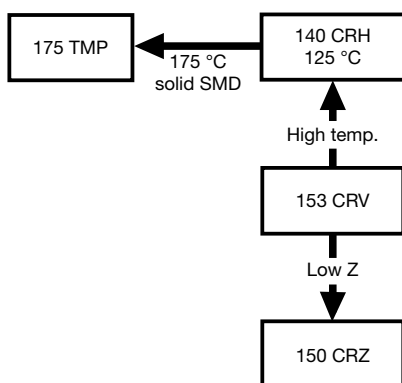 175 TMP
175 °C
solid SMD
140 CRH
125 °C
High temp.
153 CRV
Low Z
150 CRZ